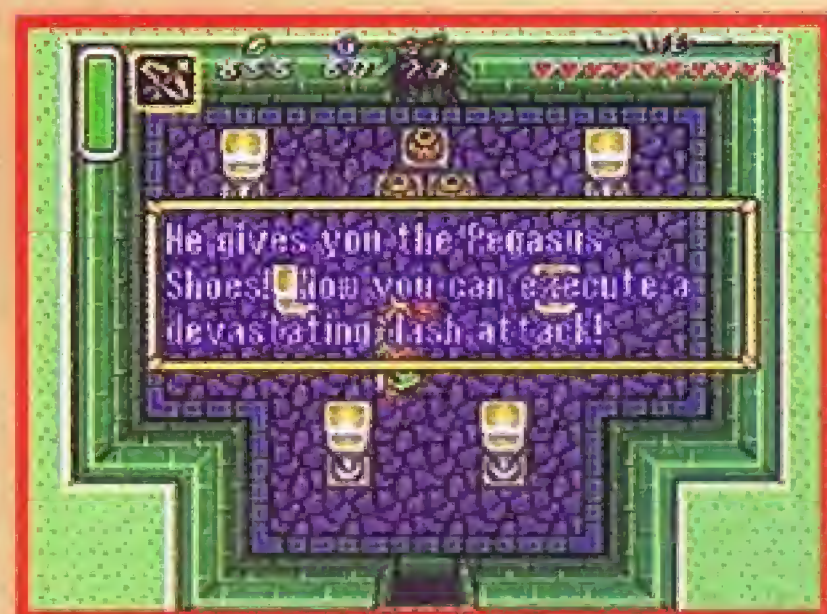 He gives you the Pegasus
Shoes! Now you can execute a
devastating dash attack!